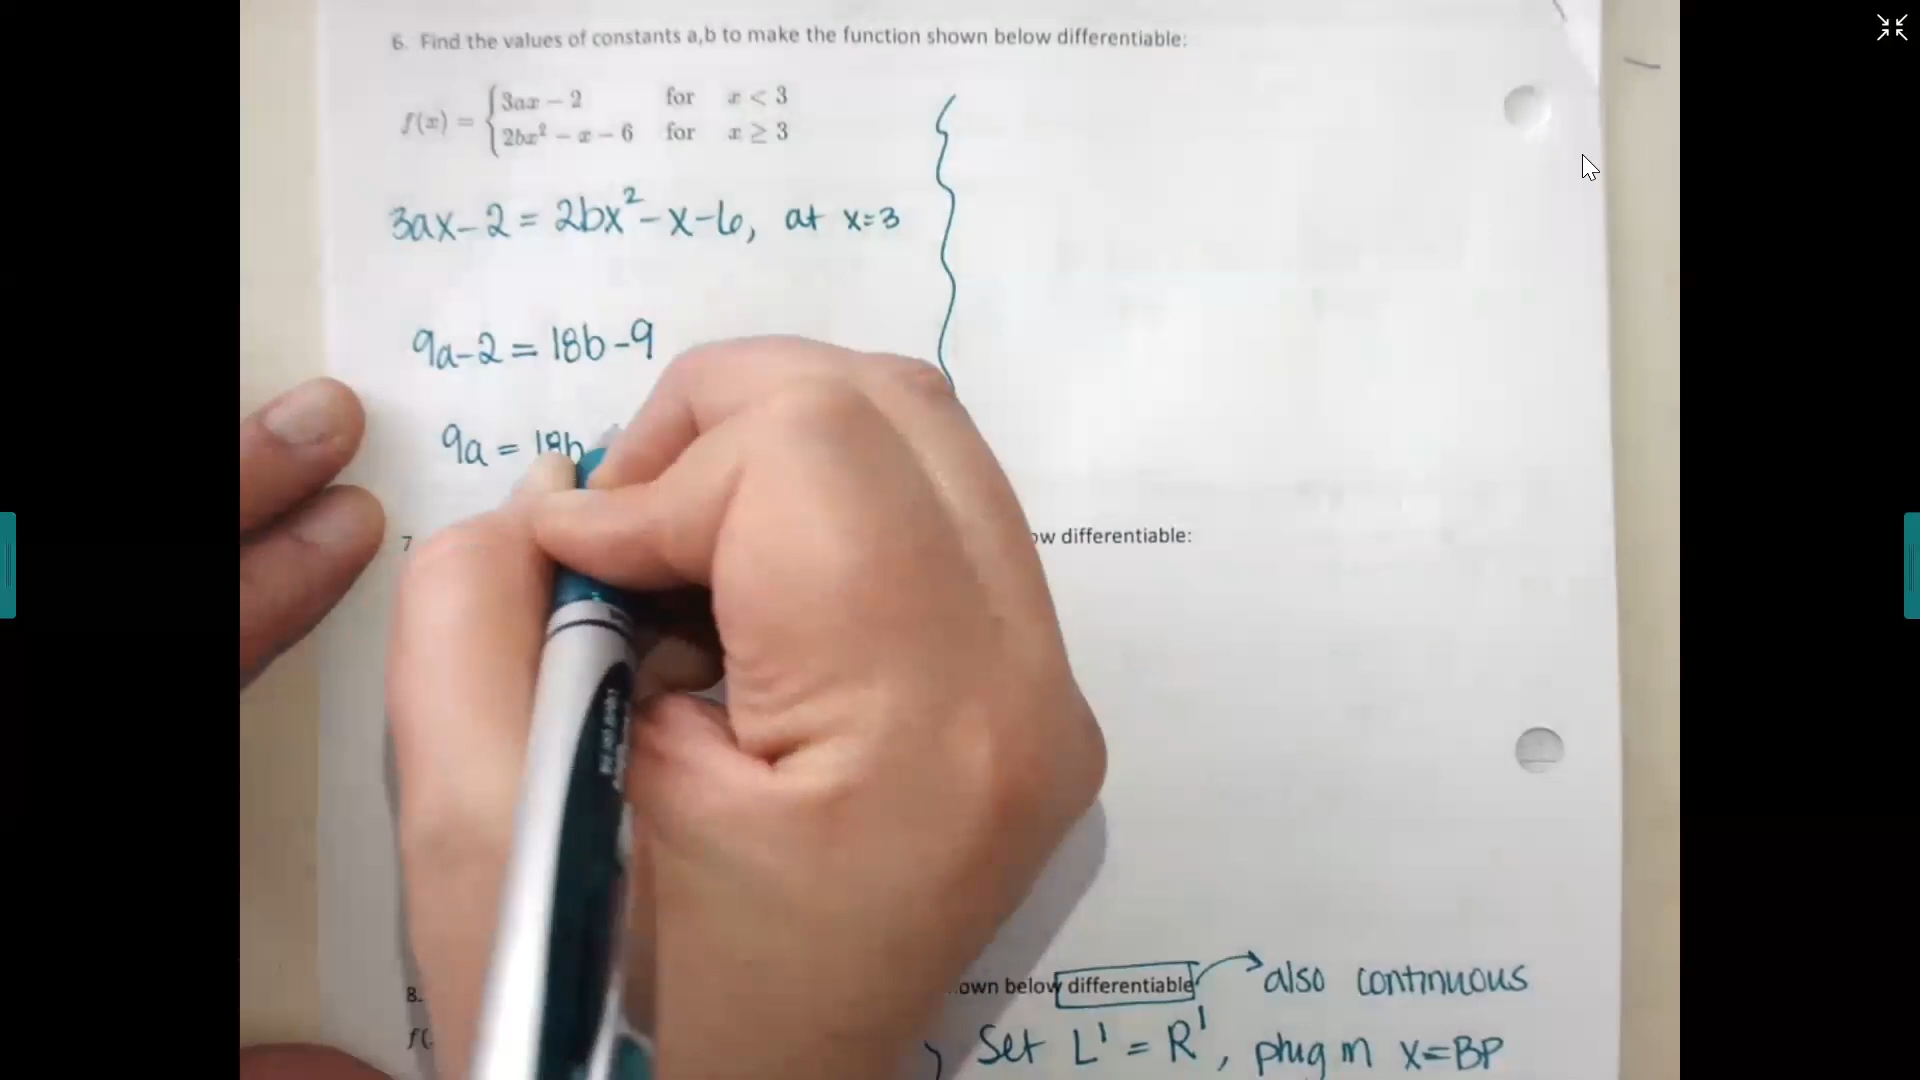 6. Find the values of constants a,b to make the function shown below differentiable:
f(x) = { 3ax − 2 for x < 3
2bx² − x − 6 for x ≥ 3
3ax-2 = 2bx²-x-6, at x=3
9a-2 = 18b-9
9a = 18b
7
ow differentiable:
8.
own below differentiable → also continuous
f(
Set L' = R', plug in x=BP